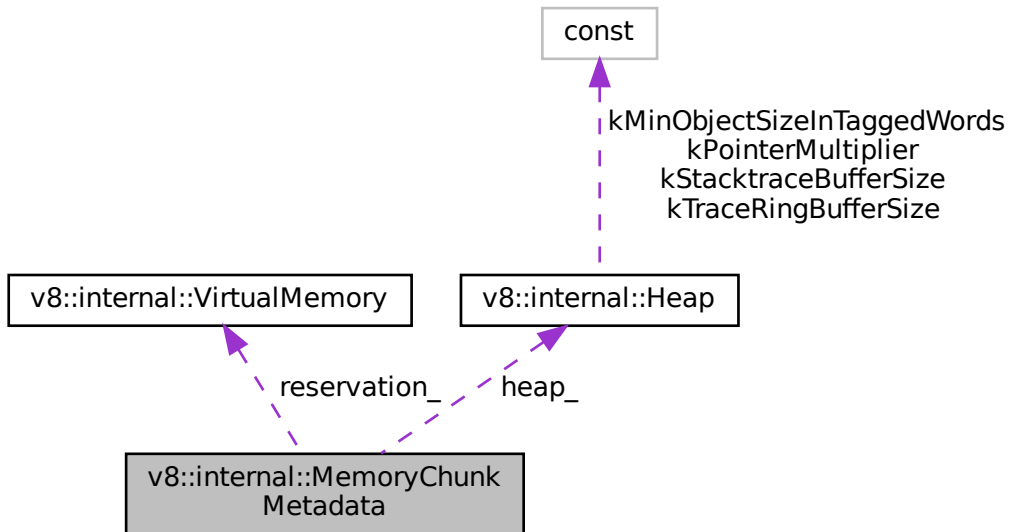 const
kMinObjectSizeInTaggedWords
kPointerMultiplier
kStacktraceBufferSize
kTraceRingBufferSize
v8::internal::VirtualMemory
v8::internal::Heap
reservation_
heap_
v8::internal::MemoryChunk
Metadata